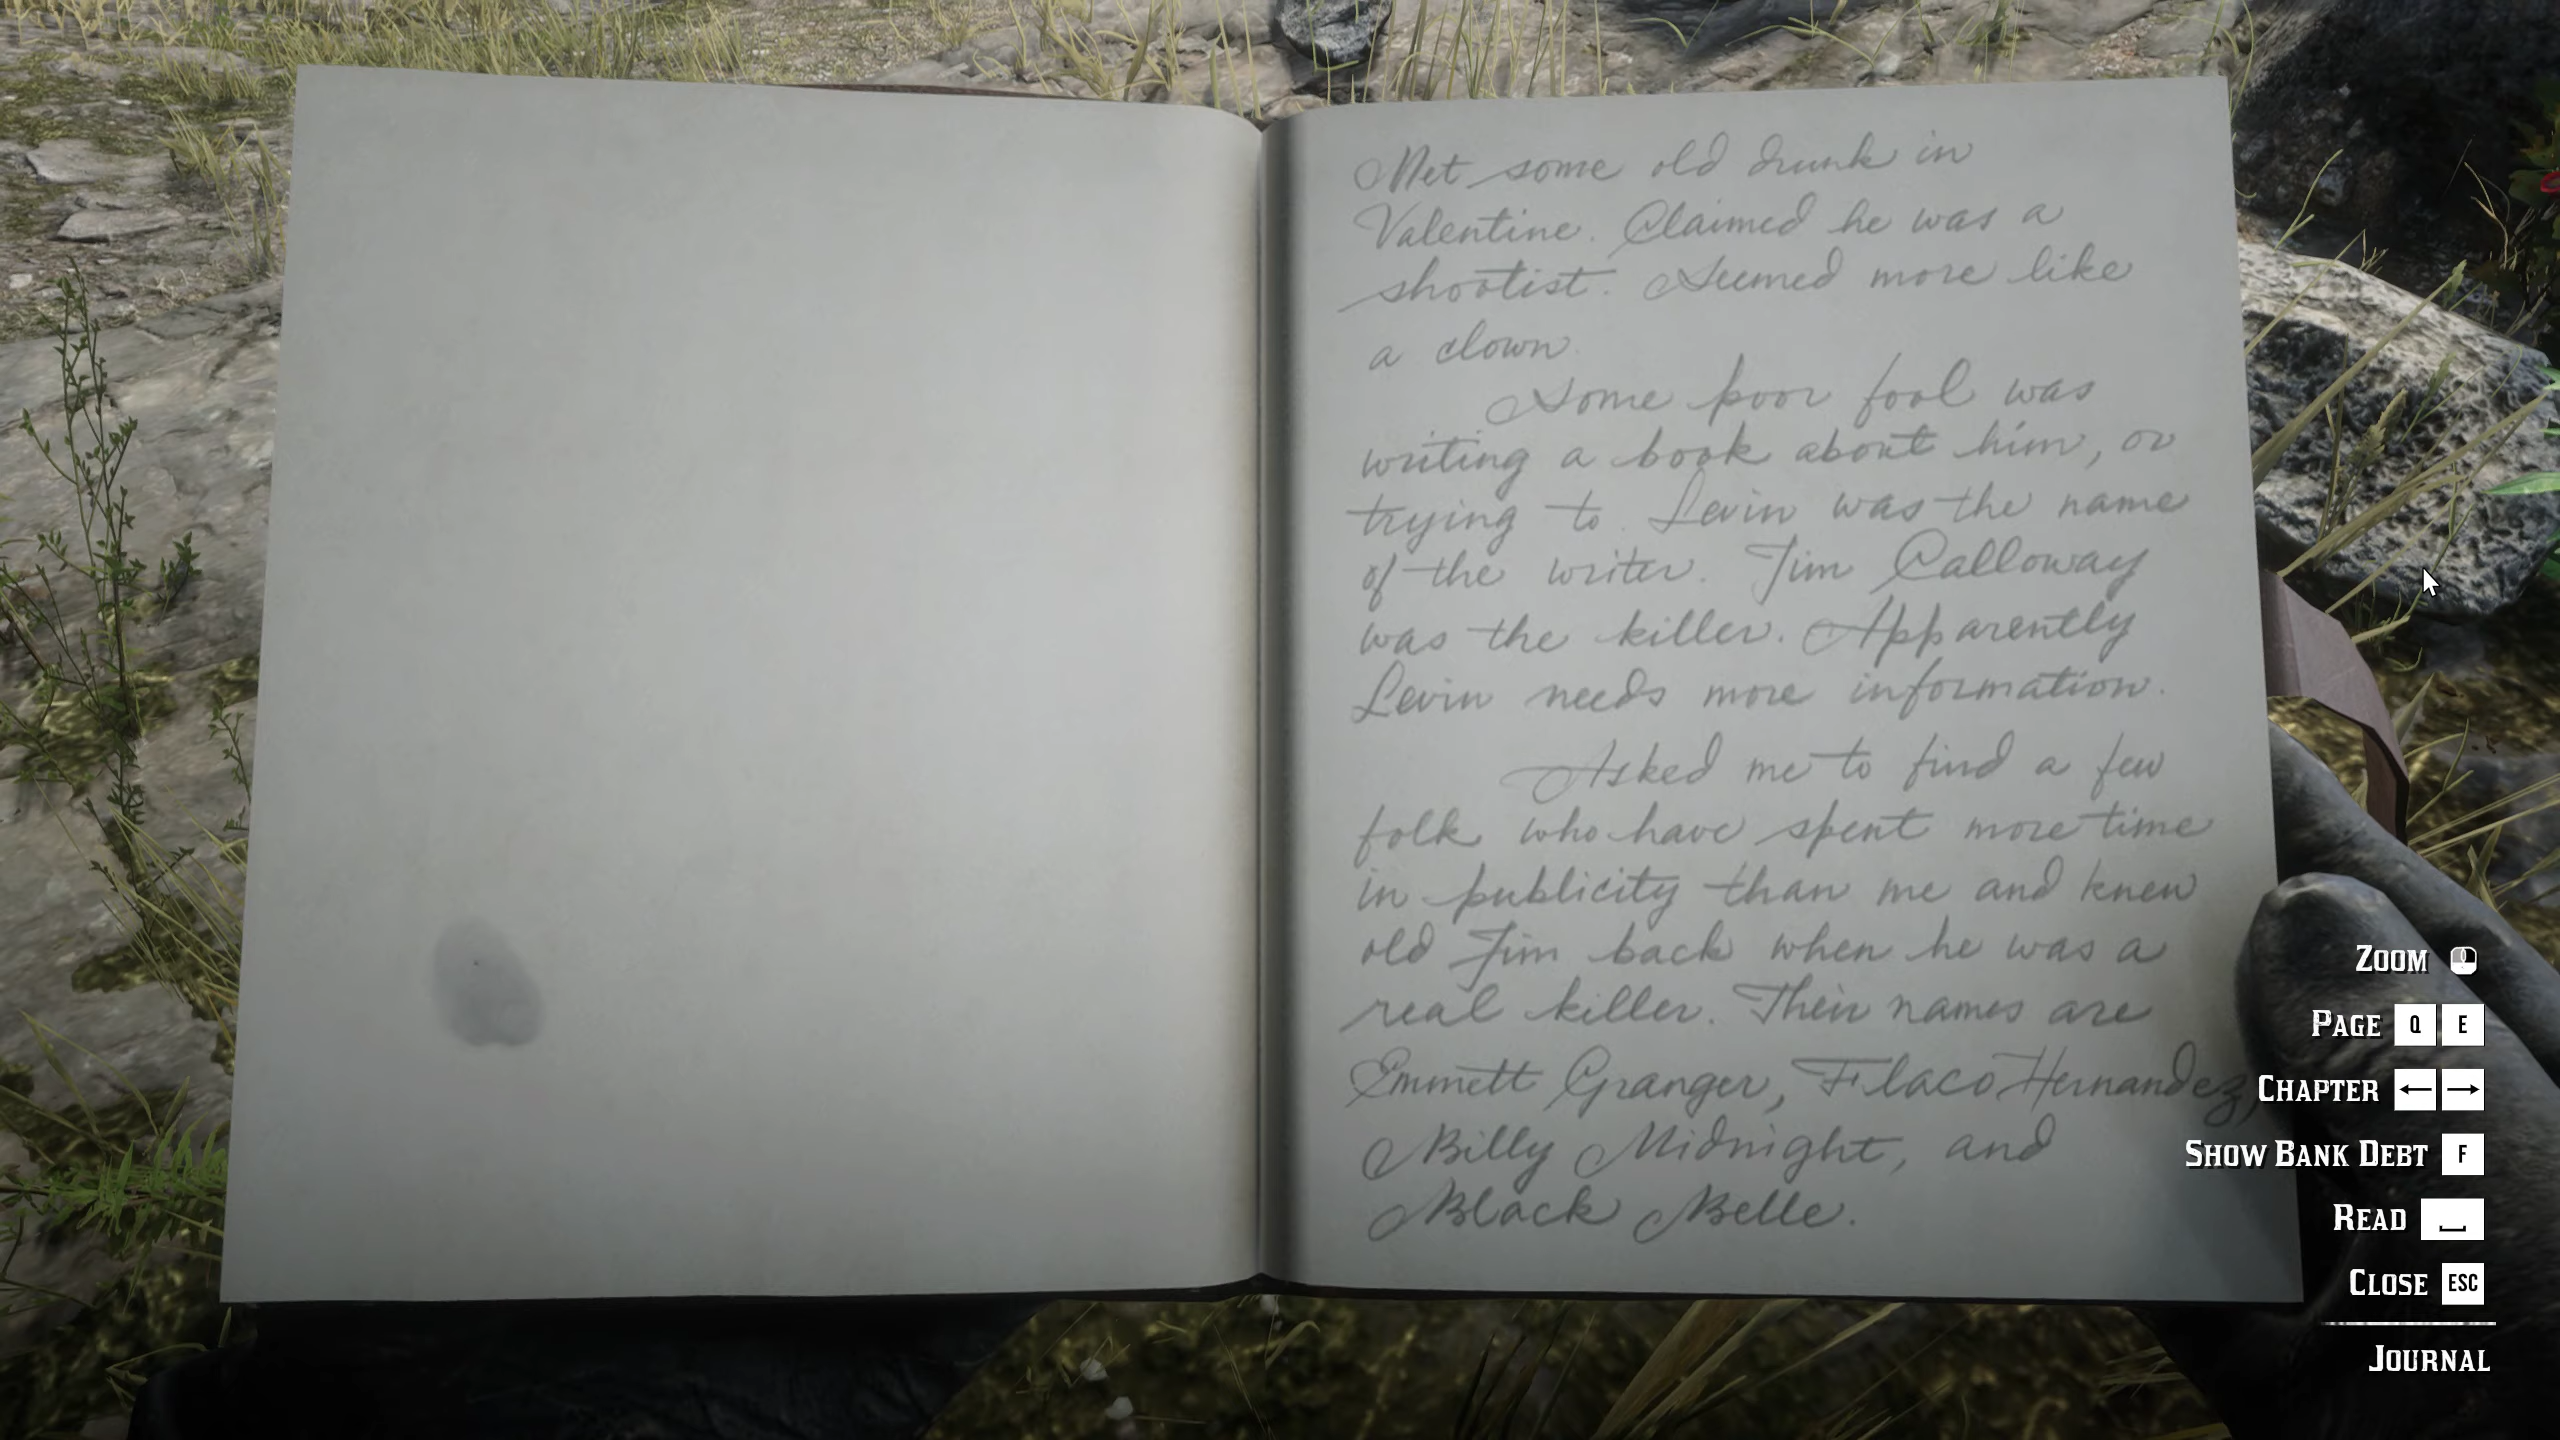 Met some old drunk in
Valentine. Claimed he was a
shootist. Seemed more like
a clown.
Some poor fool was
writing a book about him, or
trying to. Levin was the name
of the writer. Jim Calloway
was the killer. Apparently
Levin needs more information.
Asked me to find a few
folk who have spent more time
in publicity than me and knew
old Jim back when he was a
real killer. Their names are
Emmett Granger, Flaco Hernandez,
Billy Midnight, and
Black Belle.
ZOOM
PAGE Q E
CHAPTER ← →
SHOW BANK DEBT F
READ
CLOSE ESC
JOURNAL